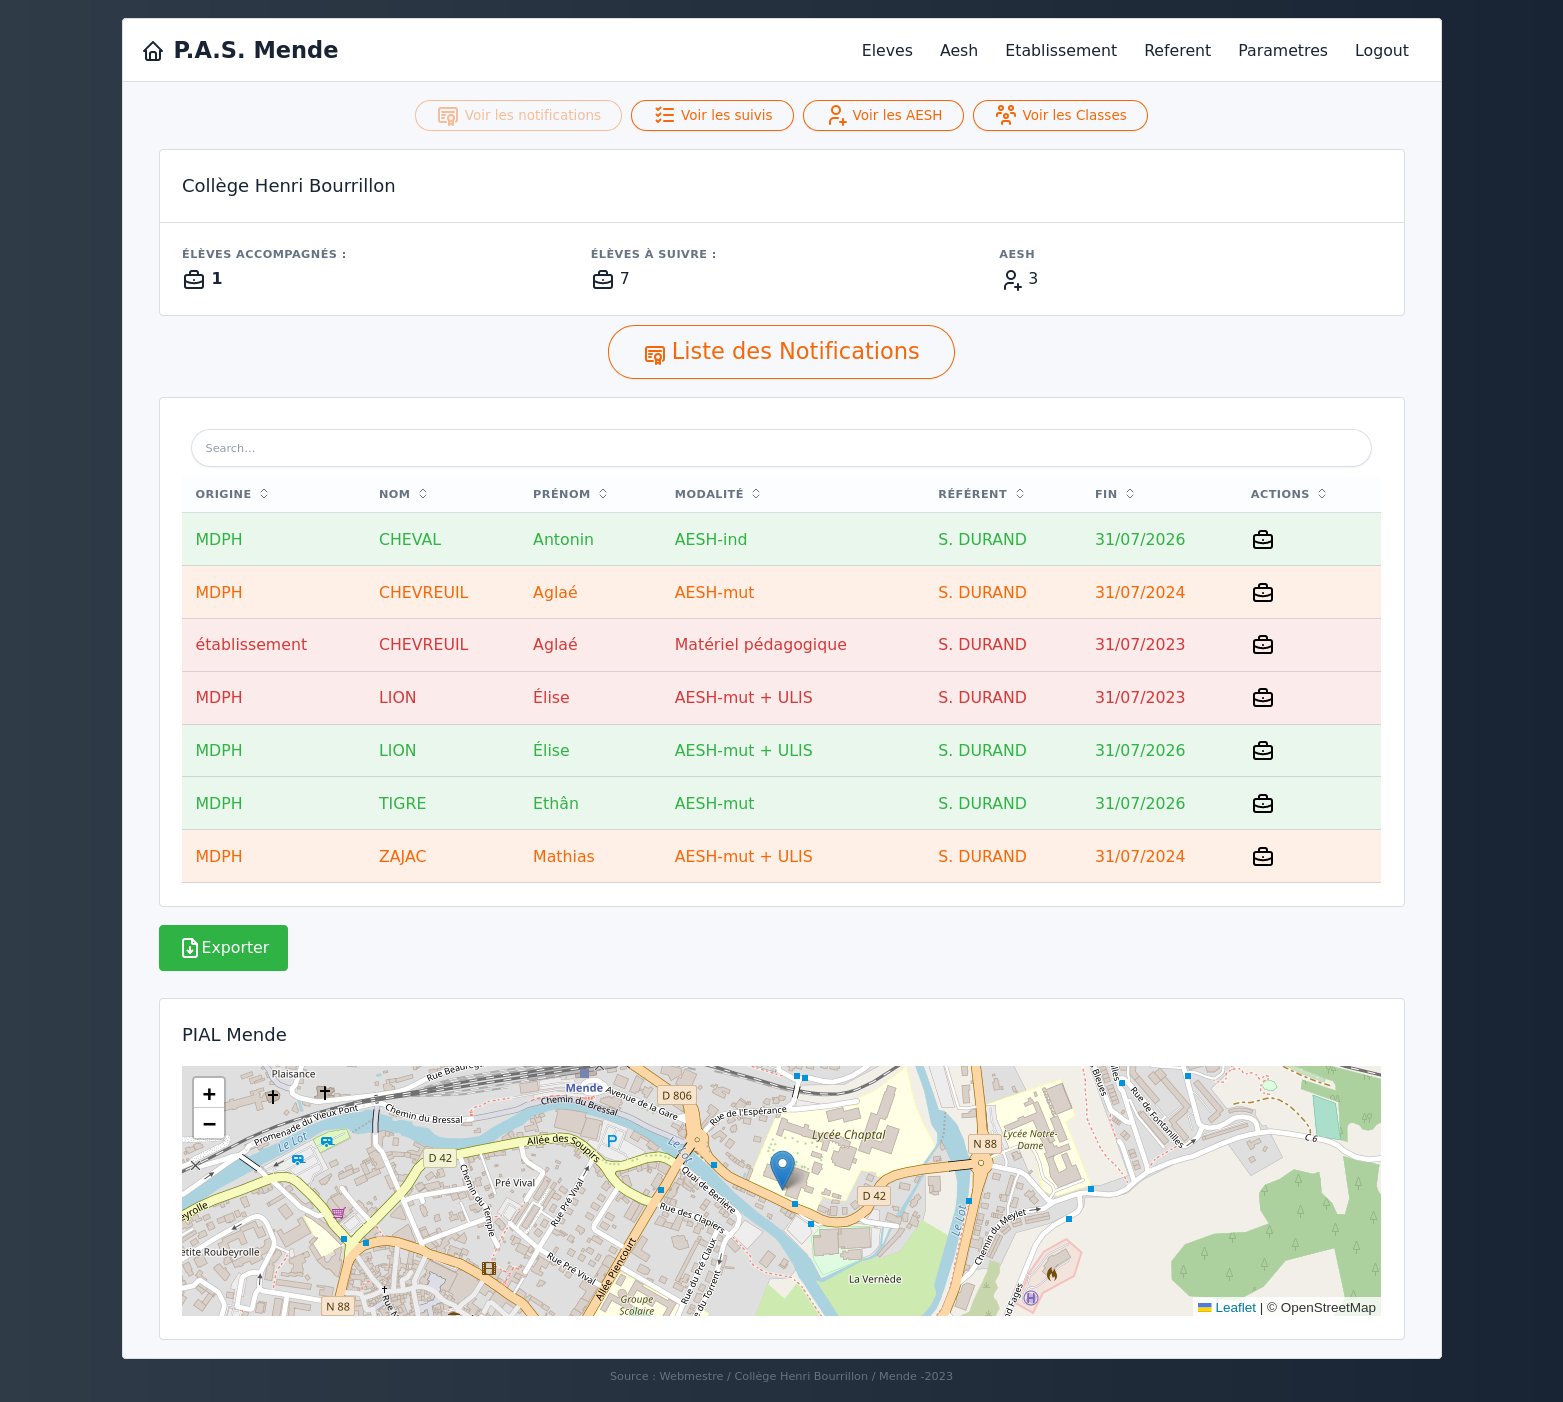 P.A.S. Mende
Eleves Aesh Etablissement Referent Parametres Logout
Voir les notifications Voir les suivis Voir les AESH Voir les Classes
Collège Henri Bourrillon
ÉLÈVES ACCOMPAGNÉS : ÉLÈVES À SUIVRE : AESH
1 7 3
Liste des Notifications
Search...
ORIGINE NOM PRÉNOM MODALITÉ RÉFÉRENT FIN ACTIONS
MDPH CHEVAL Antonin AESH-ind S. DURAND 31/07/2026
MDPH CHEVREUIL Aglaé AESH-mut S. DURAND 31/07/2024
établissement CHEVREUIL Aglaé Matériel pédagogique S. DURAND 31/07/2023
MDPH LION Élise AESH-mut + ULIS S. DURAND 31/07/2023
MDPH LION Élise AESH-mut + ULIS S. DURAND 31/07/2026
MDPH TIGRE Ethân AESH-mut S. DURAND 31/07/2026
MDPH ZAJAC Mathias AESH-mut + ULIS S. DURAND 31/07/2024
Exporter
PIAL Mende
Plaisance
+
−
Mende
D 806
Avenue de la Gare
Chemin du Bressal
Chemin du Bressal
Rue de l'Espérance
Promenade du Vieux Pont
Le Lot
Allée des Soupirs
P
Lycée Chaptal
Lycée Notre-
Dame
N 88
Rue de Fontanilles
C 6
D 42
Pré Vival
Chemin du Temple
Rue Pré Vival
Quai de Berlière
D 42
Rue des Clapiers
Le Lot
Chemin du Meylet
Rue Pré Vival
Allée Piencourt
Rue du Pré Claux
La Vernède
Groupe
Scolaire
N 88
H
Leaflet | © OpenStreetMap
Source : Webmestre / Collège Henri Bourrillon / Mende -2023